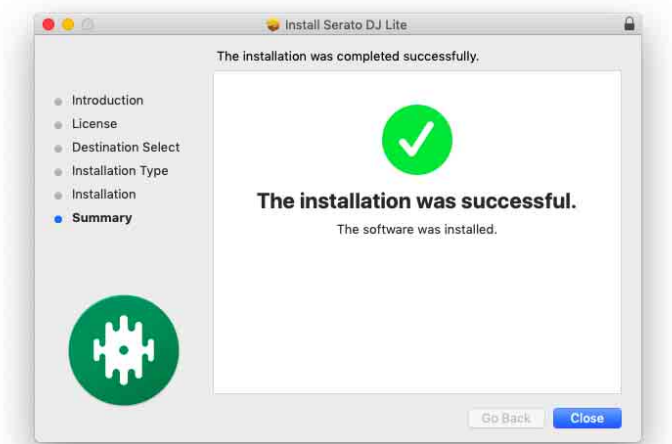 Install Serato DJ Lite
The installation was completed successfully.
Introduction
License
Destination Select
Installation Type
Installation
Summary
The installation was successful.
The software was installed.
Go Back
Close